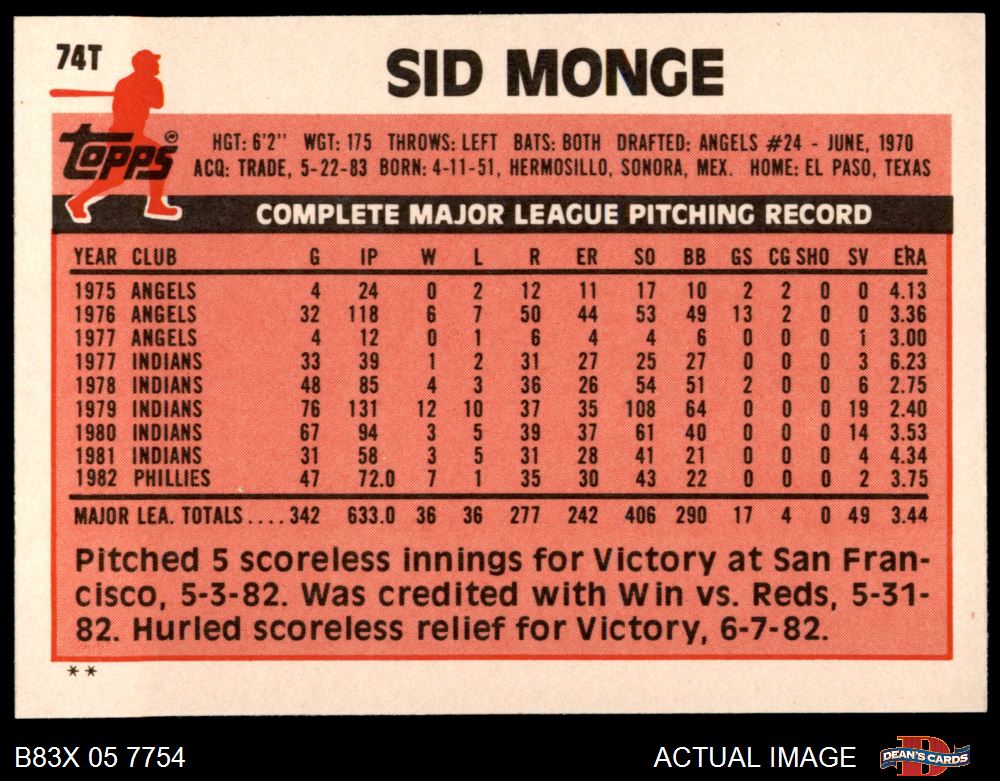 74T
SID MONGE
Topps
HGT: 6'2" WGT: 175 THROWS: LEFT BATS: BOTH DRAFTED: ANGELS #24 - JUNE, 1970
ACQ: TRADE, 5-22-83 BORN: 4-11-51, HERMOSILLO, SONORA, MEX. HOME: EL PASO, TEXAS
COMPLETE MAJOR LEAGUE PITCHING RECORD
YEAR CLUB G IP W L R ER SO BB GS CG SHO SV ERA
1975 ANGELS 4 24 0 2 12 11 17 10 2 2 0 0 4.13
1976 ANGELS 32 118 6 7 50 44 53 49 13 2 0 0 3.36
1977 ANGELS 4 12 0 1 6 4 4 6 0 0 0 1 3.00
1977 INDIANS 33 39 1 2 31 27 25 27 0 0 0 3 6.23
1978 INDIANS 48 85 4 3 36 26 54 51 2 0 0 6 2.75
1979 INDIANS 76 131 12 10 37 35 108 64 0 0 0 19 2.40
1980 INDIANS 67 94 3 5 39 37 61 40 0 0 0 14 3.53
1981 INDIANS 31 58 3 5 31 28 41 21 0 0 0 4 4.34
1982 PHILLIES 47 72.0 7 1 35 30 43 22 0 0 0 2 3.75
MAJOR LEA. TOTALS.... 342 633.0 36 36 277 242 406 290 17 4 0 49 3.44
Pitched 5 scoreless innings for Victory at San Fran-
cisco, 5-3-82. Was credited with Win vs. Reds, 5-31-
82. Hurled scoreless relief for Victory, 6-7-82.
**
B83X 05 7754 ACTUAL IMAGE DEAN'S CARDS